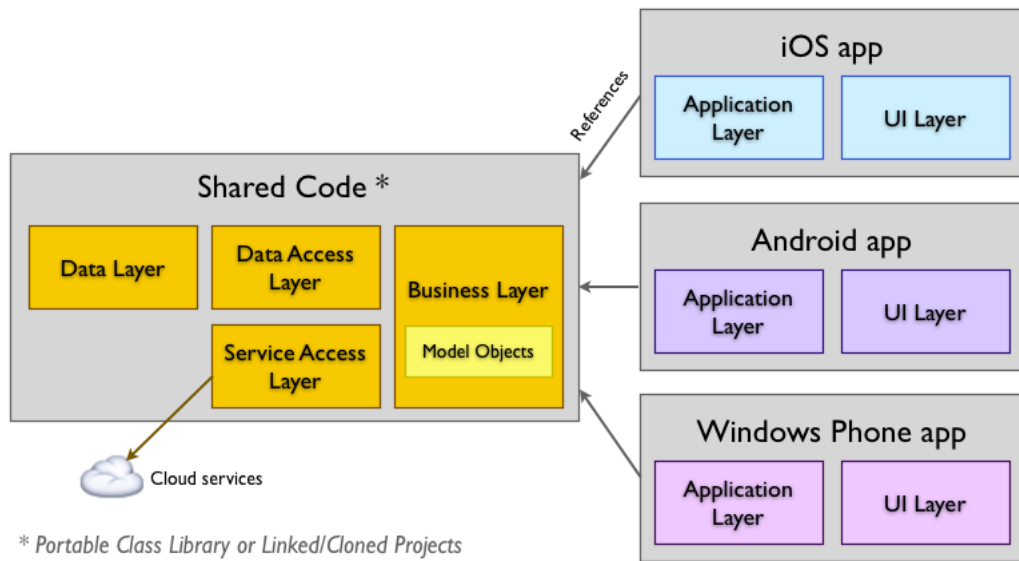 iOS app
Application
Layer
UI Layer
References
Shared Code *
Data Layer
Data Access
Layer
Business Layer
Model Objects
Service Access
Layer
Cloud services
Android app
Application
Layer
UI Layer
Windows Phone app
Application
Layer
UI Layer
* Portable Class Library or Linked/Cloned Projects